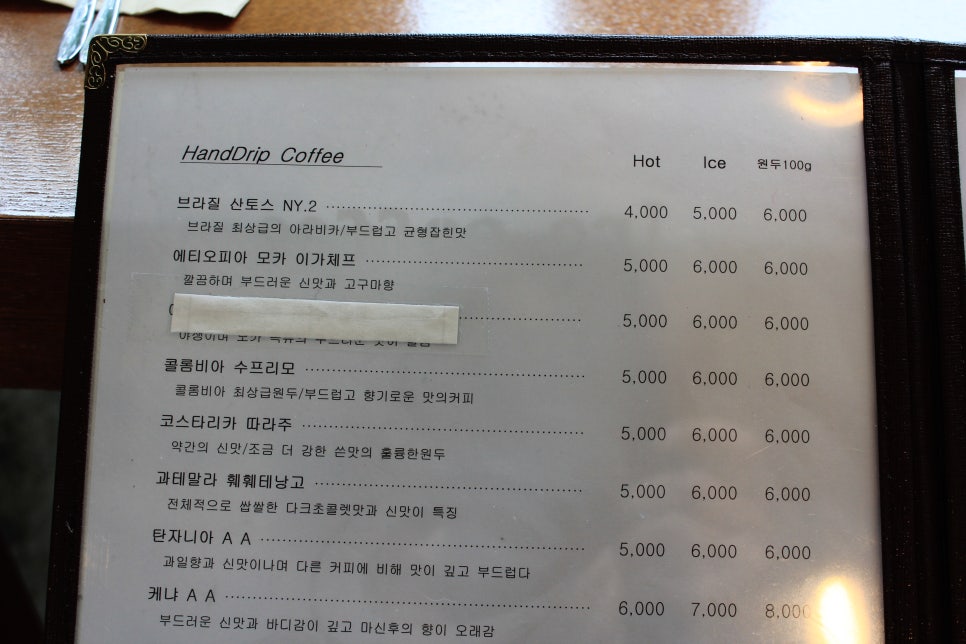 HandDrip Coffee Hot Ice 원두100g
브라질 산토스 NY.2 4,000 5,000 6,000
브라질 최상급의 아라비카/부드럽고 균형잡힌맛
에티오피아 모카 이가체프 5,000 6,000 6,000
깔끔하며 부드러운 신맛과 고구마향
5,000 6,000 6,000
콜롬비아 수프리모 5,000 6,000 6,000
콜롬비아 최상급원두/부드럽고 향기로운 맛의커피
코스타리카 따라주 5,000 6,000 6,000
약간의 신맛/조금 더 강한 쓴맛의 훌륭한원두
과테말라 훼훼테낭고 5,000 6,000 6,000
전체적으로 쌉쌀한 다크초콜렛맛과 신맛이 특징
탄자니아 A A 5,000 6,000 6,000
과일향과 신맛이나며 다른 커피에 비해 맛이 깊고 부드럽다
케냐 A A 6,000 7,000 8,000
부드러운 신맛과 바디감이 깊고 마신후의 향이 오래감